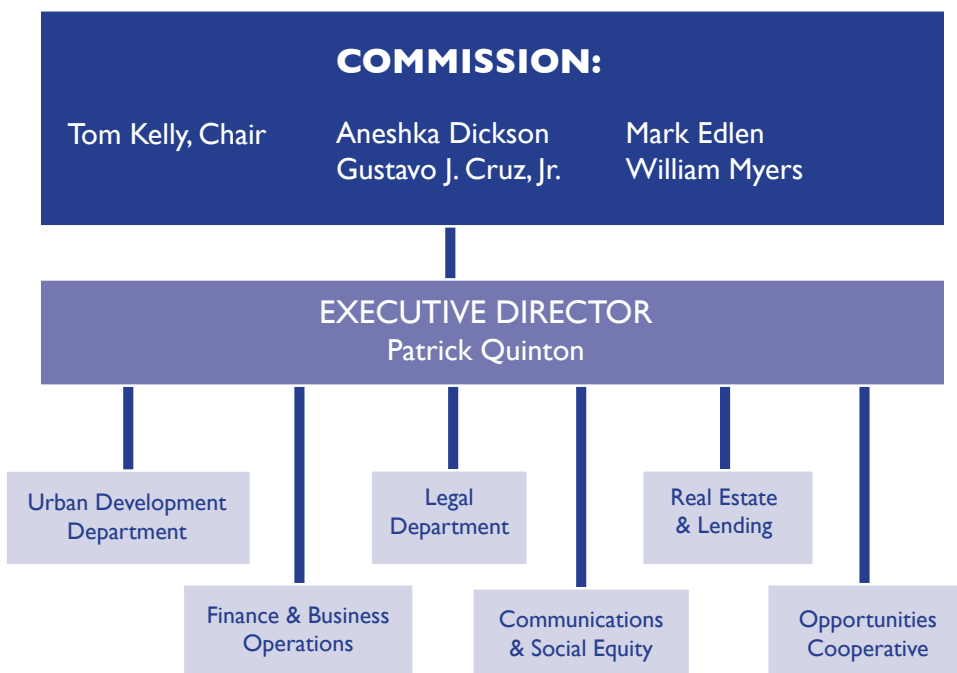 COMMISSION:
Tom Kelly, Chair
Aneshka Dickson
Gustavo J. Cruz, Jr.
Mark Edlen
William Myers
EXECUTIVE DIRECTOR
Patrick Quinton
Urban Development
Department
Legal
Department
Real Estate
& Lending
Finance & Business
Operations
Communications
& Social Equity
Opportunities
Cooperative